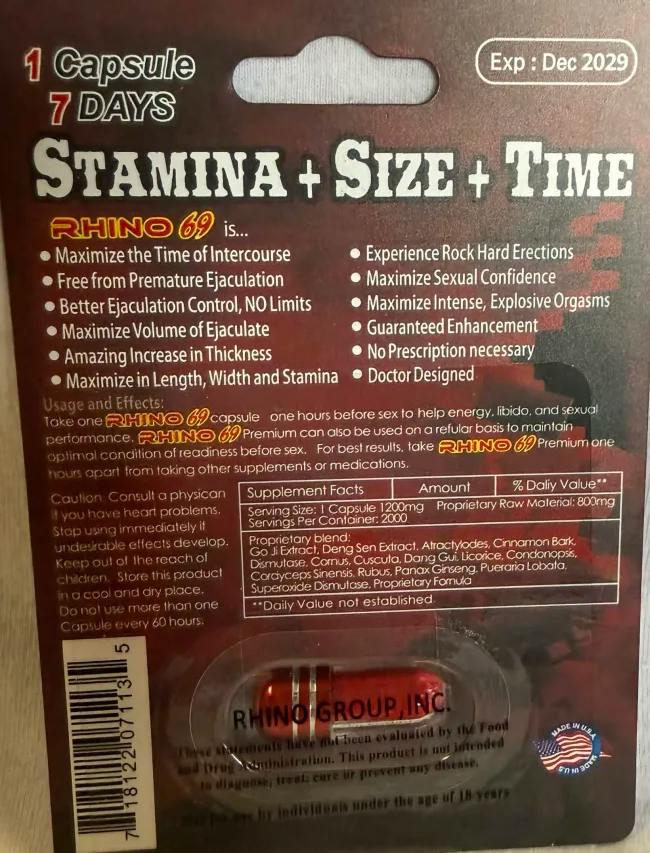 1 Capsule
7 DAYS
Exp : Dec 2029
STAMINA + SIZE + TIME
RHINO 69 is...
• Maximize the Time of Intercourse
• Free from Premature Ejaculation
• Better Ejaculation Control, NO Limits
• Maximize Volume of Ejaculate
• Amazing Increase in Thickness
• Maximize in Length, Width and Stamina
• Experience Rock Hard Erections
• Maximize Sexual Confidence
• Maximize Intense, Explosive Orgasms
• Guaranteed Enhancement
• No Prescription necessary
• Doctor Designed
Usage and Effects:
Take one RHINO 69 capsule one hours before sex to help energy, libido, and sexual
performance. RHINO 69 Premium can also be used on a refular basis to maintain
optimal condition of readiness before sex. For best results, take RHINO 69 Premium one
hours apart from taking other supplements or medications.
Caution. Consult a physican
if you have heart problems.
Stop using immediately if
undesirable effects develop.
Keep out of the reach of
children. Store this product
in a cool and dry place.
Do not use more than one
Capsule every 60 hours.
Supplement Facts Amount % Daliy Value**
Serving Size: 1 Capsule 1200mg Proprietary Raw Material: 800mg
Servings Per Container: 2000
Proprietary blend:
Go Ji Extract, Deng Sen Extract, Atractylodes, Cinnamon Bark,
Dismutase, Cornus, Cuscuta, Dang Gui, Licorice, Condonopsis,
Cordyceps Sinensis, Rubus, Panax Ginseng, Pueraria Lobata,
Superoxide Dismutase, Proprietary Fomula
**Daily Value not established.
7 18122 07113 5
RHINO GROUP, INC.
These statements have not been evaluated by the Food
and Drug Administration. This product is not intended
to diagnose, treat, cure or prevent any disease.
Not for use by individuals under the age of 18 years
MADE IN U.S.A.
MADE IN U.S.